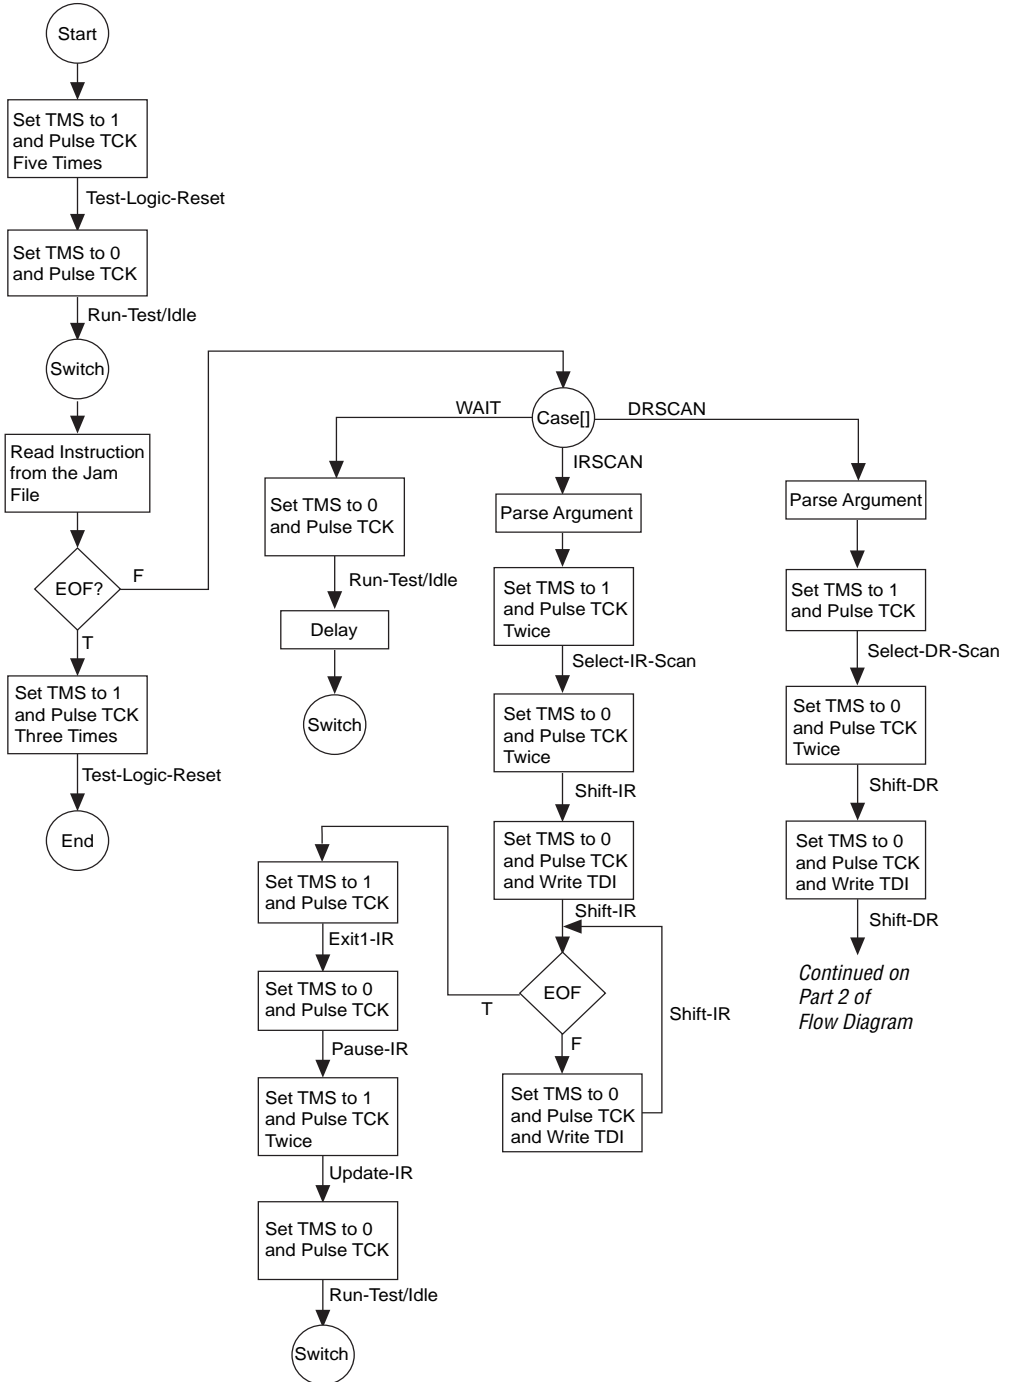 Start
Set TMS to 1
and Pulse TCK
Five Times
Test-Logic-Reset
Set TMS to 0
and Pulse TCK
Run-Test/Idle
Switch
Read Instruction
from the Jam
File
EOF?
F
T
Set TMS to 1
and Pulse TCK
Three Times
Test-Logic-Reset
End
Case[]
WAIT
Set TMS to 0
and Pulse TCK
Run-Test/Idle
Delay
Switch
IRSCAN
Parse Argument
Set TMS to 1
and Pulse TCK
Twice
Select-IR-Scan
Set TMS to 0
and Pulse TCK
Twice
Shift-IR
Set TMS to 0
and Pulse TCK
and Write TDI
Shift-IR
EOF
F
Set TMS to 0
and Pulse TCK
and Write TDI
Shift-IR
T
Set TMS to 1
and Pulse TCK
Exit1-IR
Set TMS to 0
and Pulse TCK
Pause-IR
Set TMS to 1
and Pulse TCK
Twice
Update-IR
Set TMS to 0
and Pulse TCK
Run-Test/Idle
Switch
DRSCAN
Parse Argument
Set TMS to 1
and Pulse TCK
Select-DR-Scan
Set TMS to 0
and Pulse TCK
Twice
Shift-DR
Set TMS to 0
and Pulse TCK
and Write TDI
Shift-DR
Continued on
Part 2 of
Flow Diagram